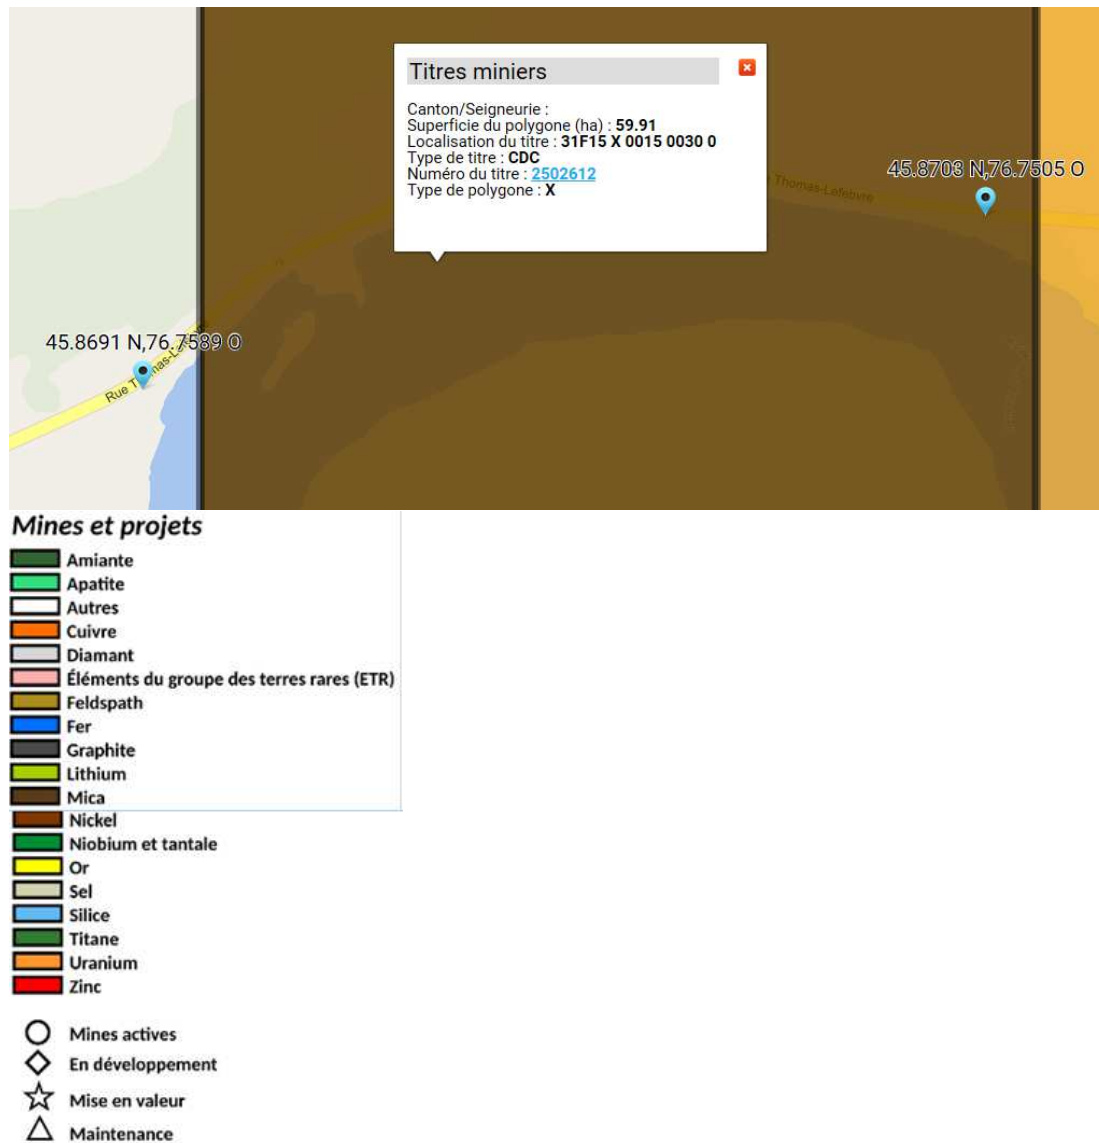 Titres miniers
Canton/Seigneurie :
Superficie du polygone (ha) : 59.91
Localisation du titre : 31F15 X 0015 0030 0
Type de titre : CDC
Numéro du titre : 2502612
Type de polygone : X
45.8703 N,76.7505 O
Thomas-Lefebvre
45.8691 N,76.7589 O
Rue
Mines et projets
Amiante
Apatite
Autres
Cuivre
Diamant
Éléments du groupe des terres rares (ETR)
Feldspath
Fer
Graphite
Lithium
Mica
Nickel
Niobium et tantale
Or
Sel
Silice
Titane
Uranium
Zinc
Mines actives
En développement
Mise en valeur
Maintenance